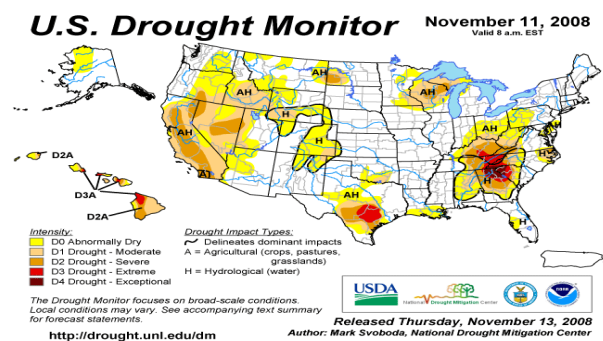 U.S. Drought Monitor
November 11, 2008
Valid 8 a.m. EST
AH
AH
AH
H
AH
H
AH
A
AH
H
H
H
D2A
D3A
D2A
Intensity:
D0 Abnormally Dry
D1 Drought - Moderate
D2 Drought - Severe
D3 Drought - Extreme
D4 Drought - Exceptional
Drought Impact Types:
Delineates dominant impacts
A = Agricultural (crops, pastures,
grasslands)
H = Hydrological (water)
The Drought Monitor focuses on broad-scale conditions.
Local conditions may vary. See accompanying text summary
for forecast statements.
http://drought.unl.edu/dm
USDA
National Drought Mitigation Center
Released Thursday, November 13, 2008
Author: Mark Svoboda, National Drought Mitigation Center